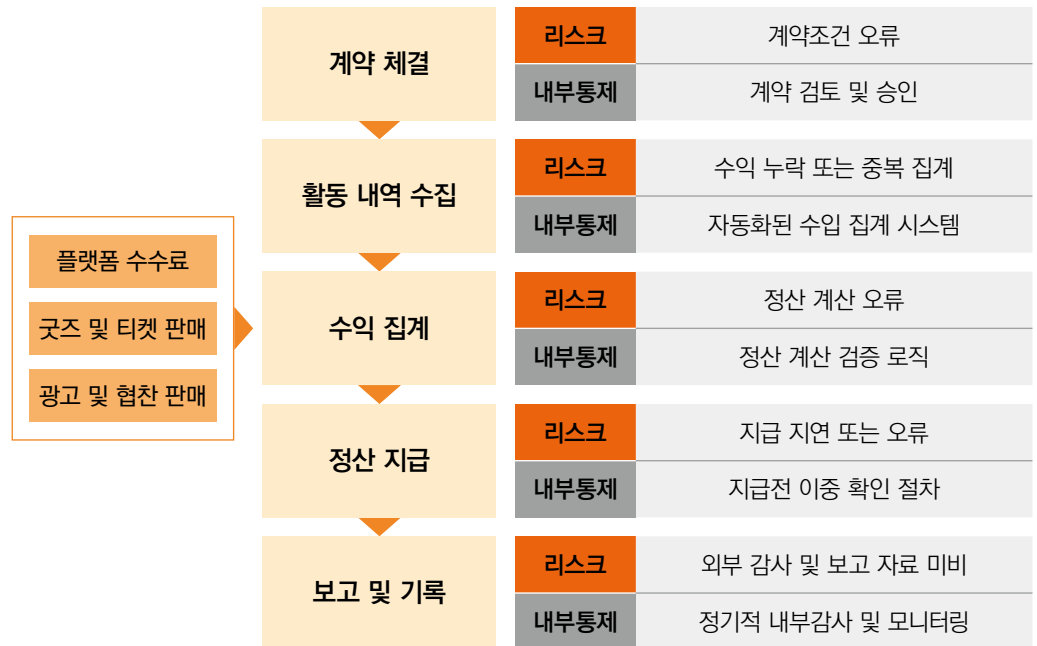 계약 체결
리스크
계약조건 오류
내부통제
계약 검토 및 승인
활동 내역 수집
리스크
수익 누락 또는 중복 집계
내부통제
자동화된 수입 집계 시스템
플랫폼 수수료
굿즈 및 티켓 판매
광고 및 협찬 판매
수익 집계
리스크
정산 계산 오류
내부통제
정산 계산 검증 로직
정산 지급
리스크
지급 지연 또는 오류
내부통제
지급전 이중 확인 절차
보고 및 기록
리스크
외부 감사 및 보고 자료 미비
내부통제
정기적 내부감사 및 모니터링